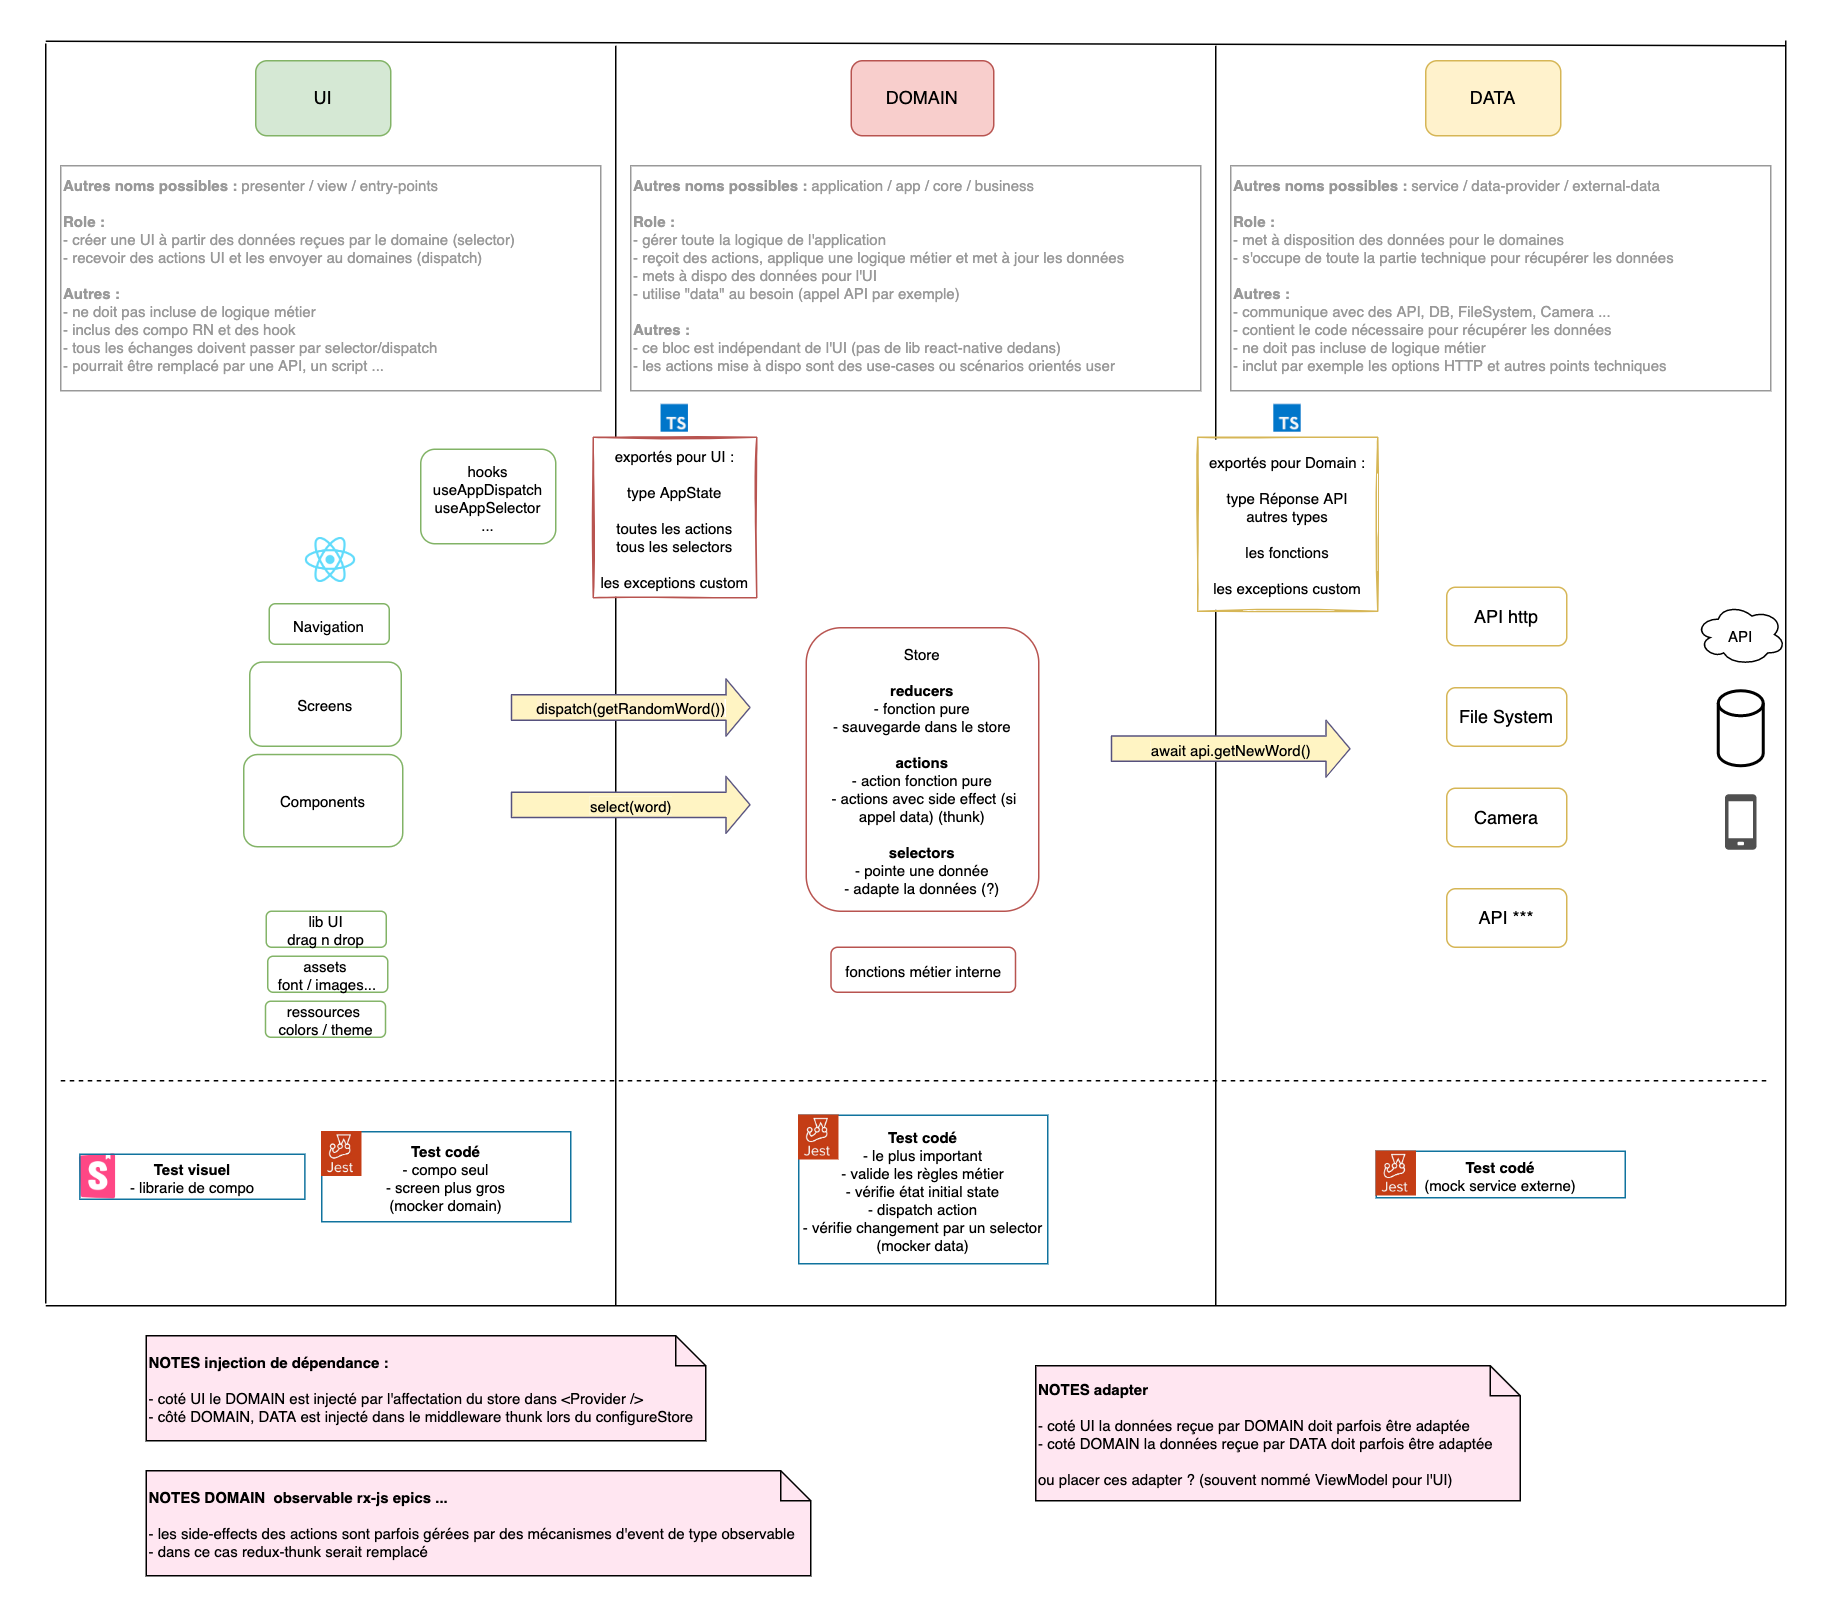 UI
DOMAIN
DATA
Autres noms possibles : presenter / view / entry-points
Role :
- créer une UI à partir des données reçues par le domaine (selector)
- recevoir des actions UI et les envoyer au domaines (dispatch)
Autres :
- ne doit pas incluse de logique métier
- inclus des compo RN et des hook
- tous les échanges doivent passer par selector/dispatch
- pourrait être remplacé par une API, un script ...
Autres noms possibles : application / app / core / business
Role :
- gérer toute la logique de l'application
- reçoit des actions, applique une logique métier et met à jour les données
- mets à dispo des données pour l'UI
- utilise "data" au besoin (appel API par exemple)
Autres :
- ce bloc est indépendant de l'UI (pas de lib react-native dedans)
- les actions mise à dispo sont des use-cases ou scénarios orientés user
Autres noms possibles : service / data-provider / external-data
Role :
- met à disposition des données pour le domaines
- s'occupe de toute la partie technique pour récupérer les données
Autres :
- communique avec des API, DB, FileSystem, Camera ...
- contient le code nécessaire pour récupérer les données
- ne doit pas incluse de logique métier
- inclut par exemple les options HTTP et autres points techniques
hooks
useAppDispatch
useAppSelector
...
TS
exportés pour UI :
type AppState
toutes les actions
tous les selectors
les exceptions custom
TS
exportés pour Domain :
type Réponse API
autres types
les fonctions
les exceptions custom
Navigation
Screens
Components
lib UI
drag n drop
assets
font / images...
ressources
colors / theme
dispatch(getRandomWord())
select(word)
Store
reducers
- fonction pure
- sauvegarde dans le store
actions
- action fonction pure
- actions avec side effect (si
appel data) (thunk)
selectors
- pointe une donnée
- adapte la données (?)
fonctions métier interne
await api.getNewWord()
API http
File System
Camera
API ***
API
S
Test visuel
- librarie de compo
Jest
Test codé
- compo seul
- screen plus gros
(mocker domain)
Jest
Test codé
- le plus important
- valide les règles métier
- vérifie état initial state
- dispatch action
- vérifie changement par un selector
(mocker data)
Jest
Test codé
(mock service externe)
NOTES injection de dépendance :
- coté UI le DOMAIN est injecté par l'affectation du store dans <Provider />
- côté DOMAIN, DATA est injecté dans le middleware thunk lors du configureStore
NOTES DOMAIN  observable rx-js epics ...
- les side-effects des actions sont parfois gérées par des mécanismes d'event de type observable
- dans ce cas redux-thunk serait remplacé
NOTES adapter
- coté UI la données reçue par DOMAIN doit parfois être adaptée
- coté DOMAIN la données reçue par DATA doit parfois être adaptée
ou placer ces adapter ? (souvent nommé ViewModel pour l'UI)